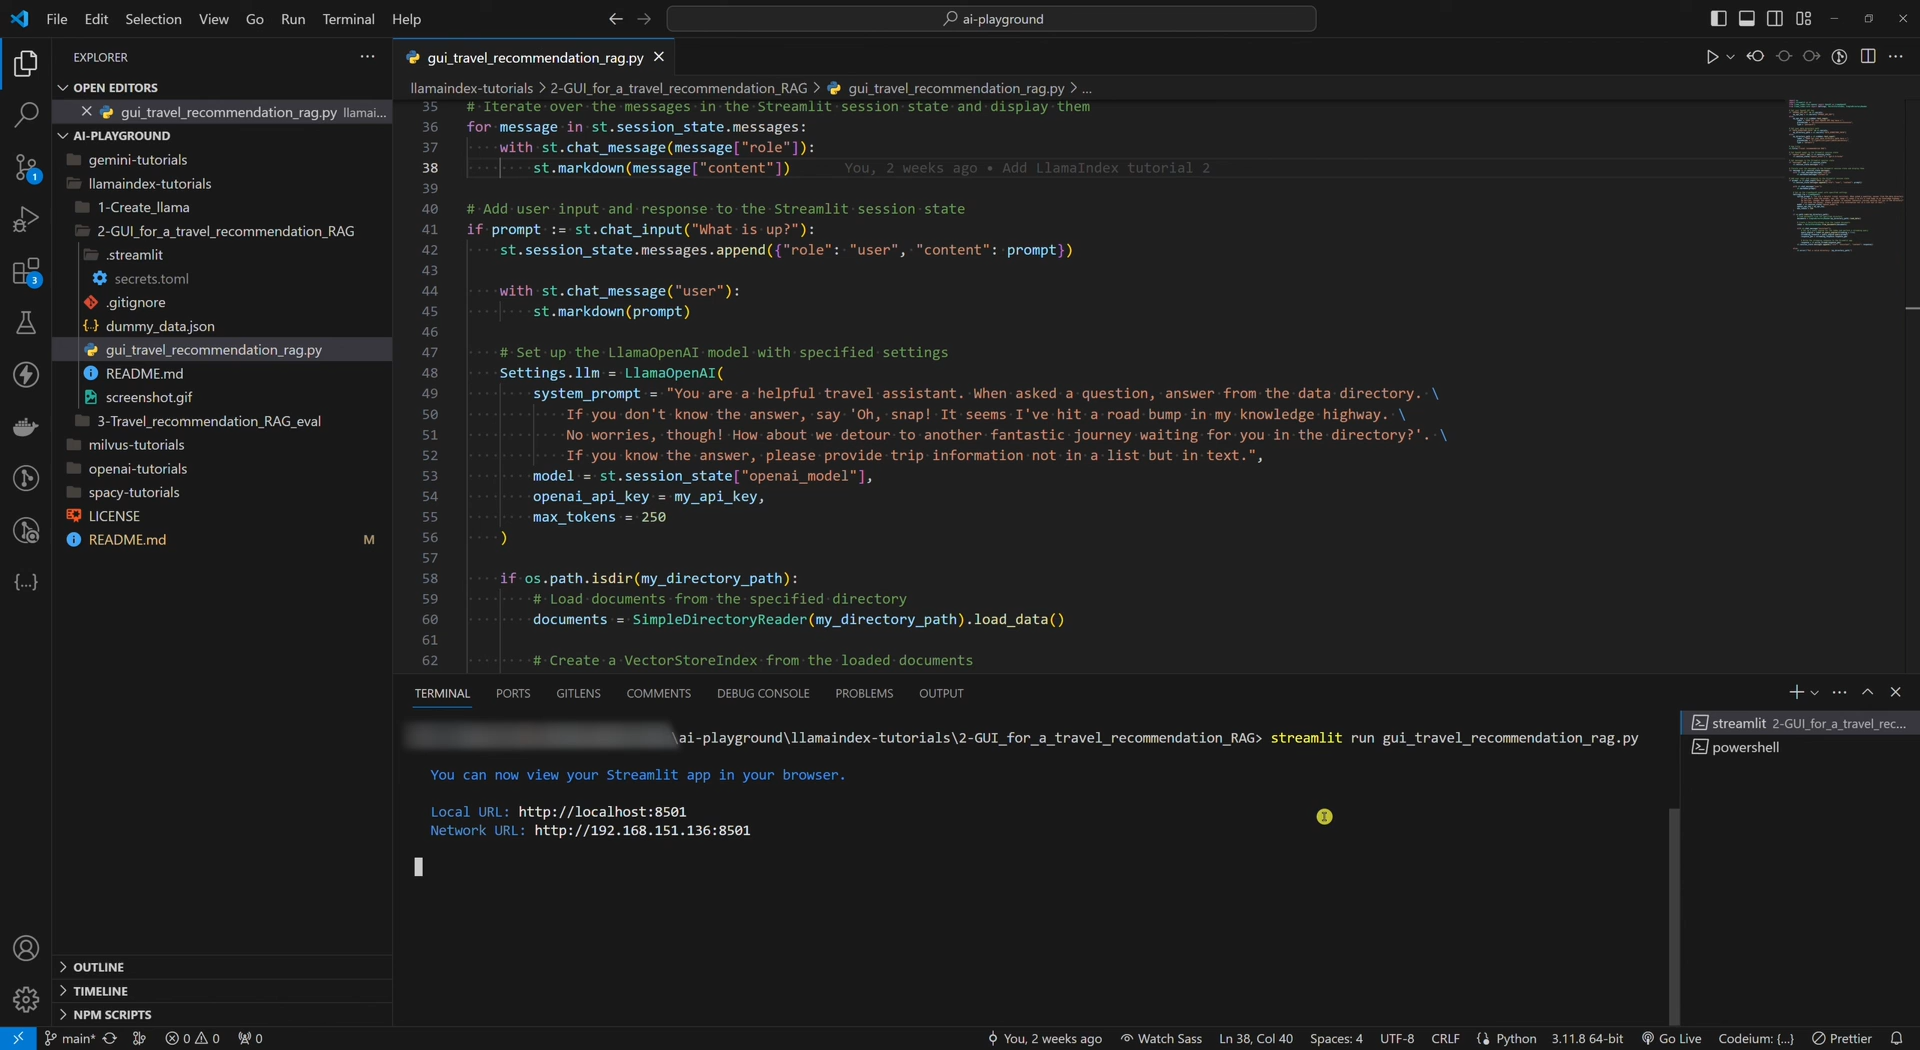 File Edit Selection View Go Run Terminal Help
ai-playground
EXPLORER
OPEN EDITORS
gui_travel_recommendation_rag.py llamai...
AI-PLAYGROUND
gemini-tutorials
llamaindex-tutorials
1-Create_llama
2-GUI_for_a_travel_recommendation_RAG
.streamlit
secrets.toml
.gitignore
dummy_data.json
gui_travel_recommendation_rag.py
README.md
screenshot.gif
3-Travel_recommendation_RAG_eval
milvus-tutorials
openai-tutorials
spacy-tutorials
LICENSE
README.md M
OUTLINE
TIMELINE
NPM SCRIPTS
1
3
gui_travel_recommendation_rag.py
llamaindex-tutorials > 2-GUI_for_a_travel_recommendation_RAG > gui_travel_recommendation_rag.py > ...
35 # Iterate over the messages in the Streamlit session state and display them
36 for message in st.session_state.messages:
37 with st.chat_message(message["role"]):
38 st.markdown(message["content"]) You, 2 weeks ago • Add LlamaIndex tutorial 2
39
40 # Add user input and response to the Streamlit session state
41 if prompt := st.chat_input("What is up?"):
42 st.session_state.messages.append({"role": "user", "content": prompt})
43
44 with st.chat_message("user"):
45 st.markdown(prompt)
46
47 # Set up the LlamaOpenAI model with specified settings
48 Settings.llm = LlamaOpenAI(
49 system_prompt = "You are a helpful travel assistant. When asked a question, answer from the data directory. \
50 If you don't know the answer, say 'Oh, snap! It seems I've hit a road bump in my knowledge highway. \
51 No worries, though! How about we detour to another fantastic journey waiting for you in the directory?'. \
52 If you know the answer, please provide trip information not in a list but in text.",
53 model = st.session_state["openai_model"],
54 openai_api_key = my_api_key,
55 max_tokens = 250
56 )
57
58 if os.path.isdir(my_directory_path):
59 # Load documents from the specified directory
60 documents = SimpleDirectoryReader(my_directory_path).load_data()
61
62 # Create a VectorStoreIndex from the loaded documents
TERMINAL PORTS GITLENS COMMENTS DEBUG CONSOLE PROBLEMS OUTPUT
\ai-playground\llamaindex-tutorials\2-GUI_for_a_travel_recommendation_RAG> streamlit run gui_travel_recommendation_rag.py
You can now view your Streamlit app in your browser.
Local URL: http://localhost:8501
Network URL: http://192.168.151.136:8501
streamlit 2-GUI_for_a_travel_rec...
powershell
main* 0 0 0 You, 2 weeks ago Watch Sass Ln 38, Col 40 Spaces: 4 UTF-8 CRLF Python 3.11.8 64-bit Go Live Codeium: {...} Prettier